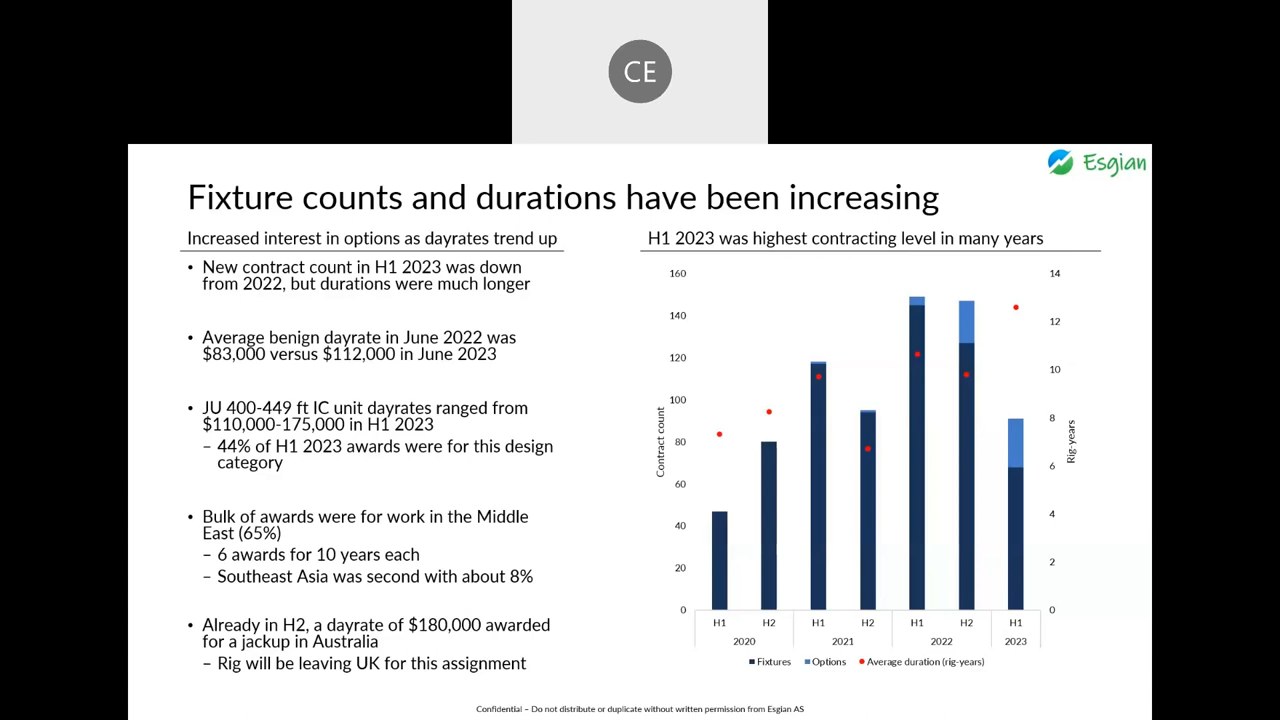 CE
Esgian
Fixture counts and durations have been increasing
Increased interest in options as dayrates trend up
• New contract count in H1 2023 was down
from 2022, but durations were much longer
• Average benign dayrate in June 2022 was
$83,000 versus $112,000 in June 2023
• JU 400-449 ft IC unit dayrates ranged from
$110,000-175,000 in H1 2023
– 44% of H1 2023 awards were for this design
category
• Bulk of awards were for work in the Middle
East (65%)
– 6 awards for 10 years each
– Southeast Asia was second with about 8%
• Already in H2, a dayrate of $180,000 awarded
for a jackup in Australia
– Rig will be leaving UK for this assignment
H1 2023 was highest contracting level in many years
160
140
120
100
80
60
40
20
0
Contract count
14
12
10
8
6
4
2
0
Rig-years
H1 H2 H1 H2 H1 H2 H1
2020 2021 2022 2023
Fixtures Options Average duration (rig-years)
Confidential – Do not distribute or duplicate without written permission from Esgian AS